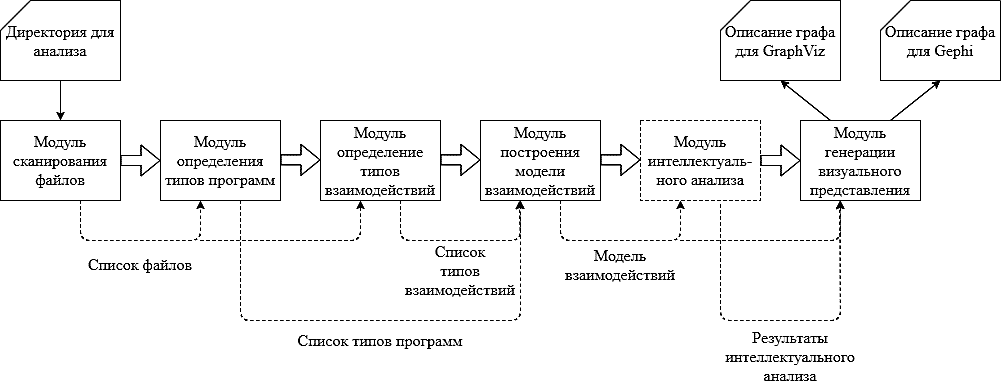 Директория для
анализа
Описание графа
для GraphViz
Описание графа
для Gephi
Модуль
сканирования
файлов
Модуль
определения
типов программ
Модуль
определение
типов
взаимодействий
Модуль
построения
модели
взаимодействий
Модуль
интеллектуаль-
ного анализа
Модуль
генерации
визуального
представления
Список файлов
Список
типов
взаимодействий
Модель
взаимодействий
Список типов программ
Результаты
интеллектуального
анализа